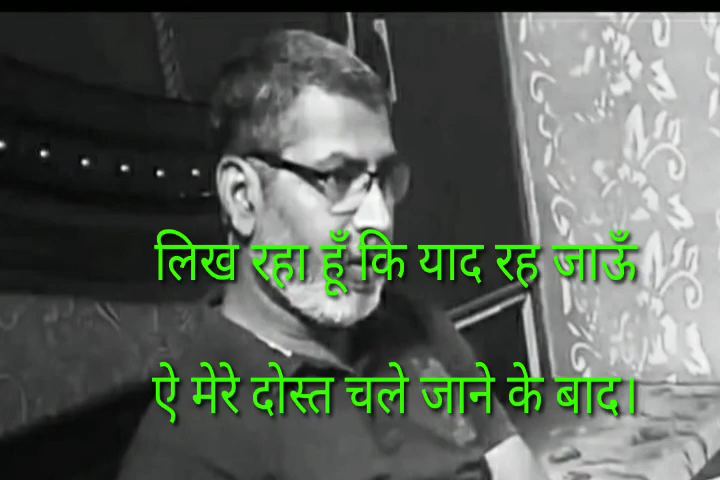 लिख रहा हूँ कि याद रह जाऊँ
ऐ मेरे दोस्त चले जाने के बाद।